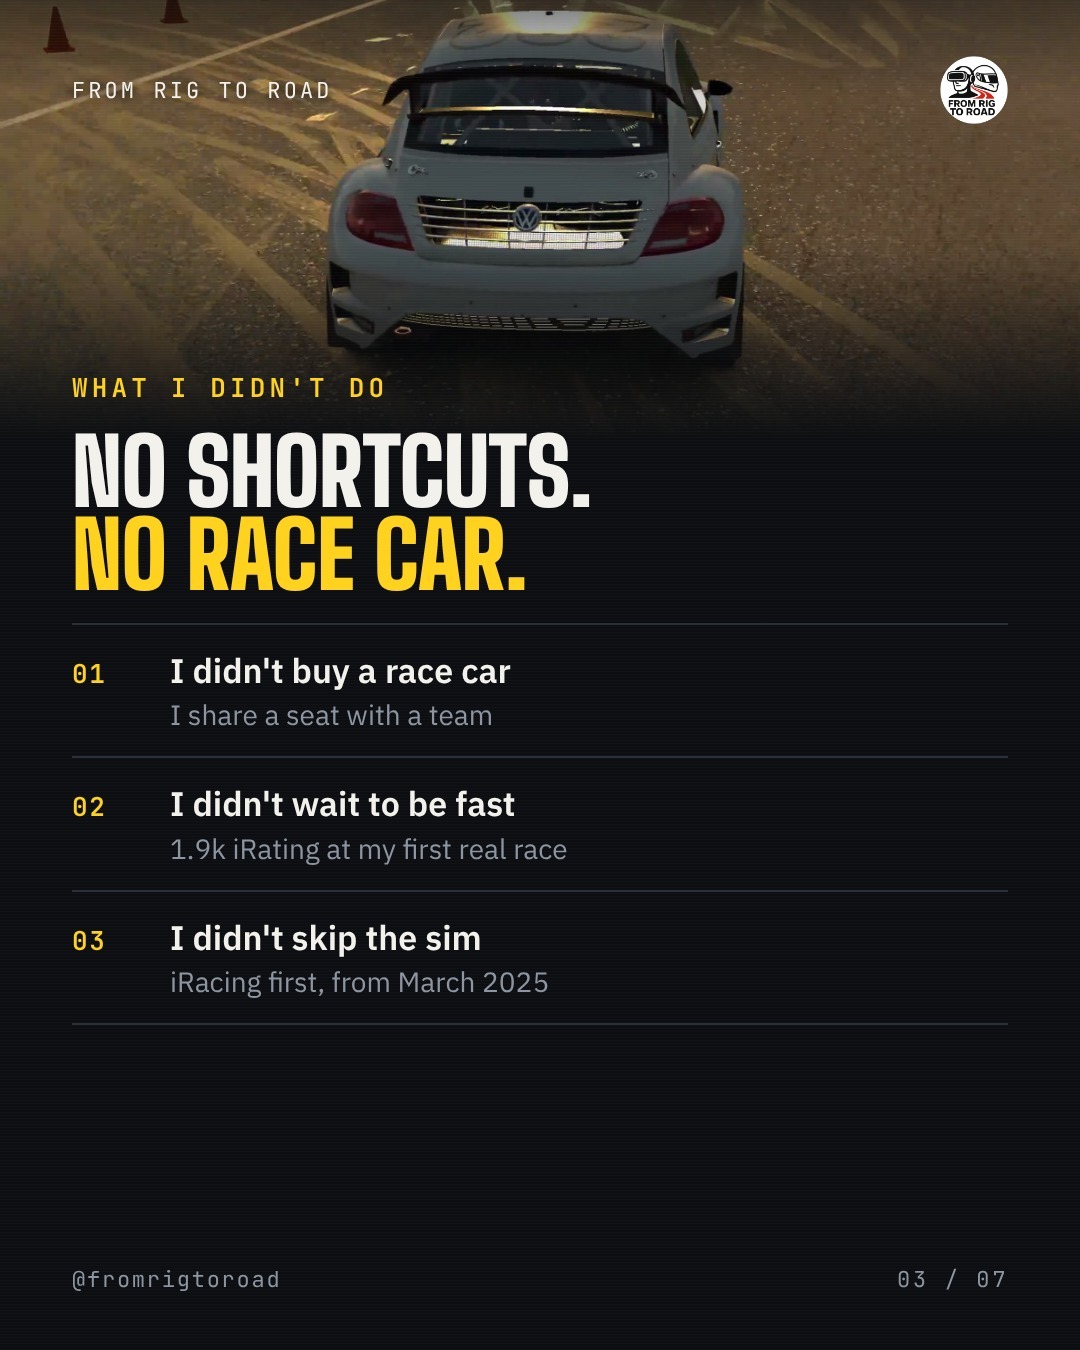 FROM RIG TO ROAD
FROM RIG
TO ROAD
WHAT I DIDN'T DO
NO SHORTCUTS.
NO RACE CAR.
01 I didn't buy a race car
I share a seat with a team
02 I didn't wait to be fast
1.9k iRating at my first real race
03 I didn't skip the sim
iRacing first, from March 2025
@fromrigtoroad 03 / 07